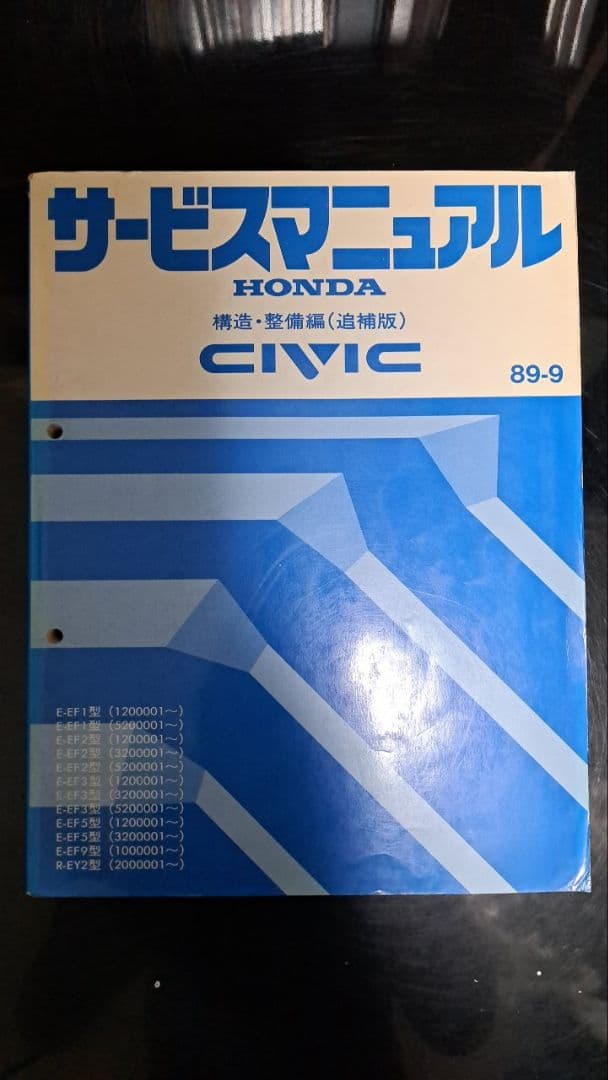 サービスマニュアル
HONDA
構造・整備編(追補版)
CIVIC
89-9
E-EF1型 (1200001〜)
E-EF1型 (5200001〜)
E-EF2型 (1200001〜)
E-EF2型 (3200001〜)
E-EF2型 (5200001〜)
E-EF3型 (1200001〜)
E-EF3型 (3200001〜)
E-EF3型 (5200001〜)
E-EF5型 (1200001〜)
E-EF5型 (3200001〜)
E-EF9型 (1000001〜)
R-EY2型 (2000001〜)